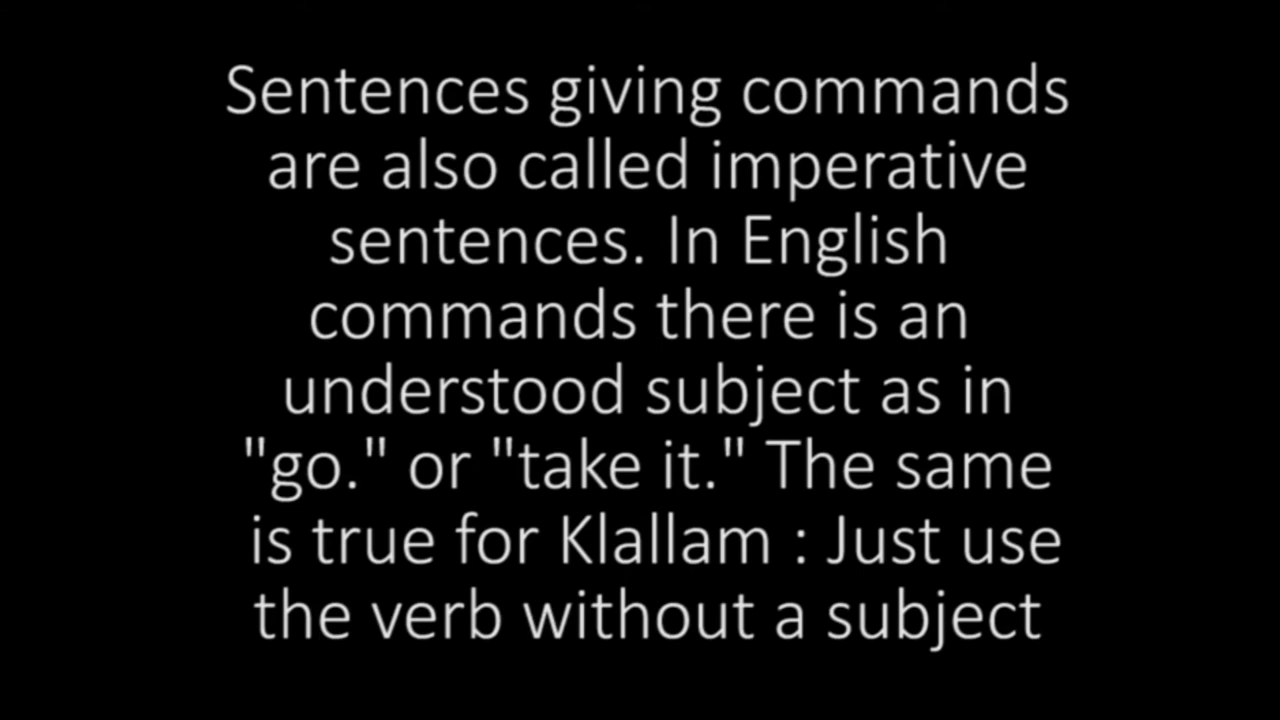 Sentences giving commands
are also called imperative
sentences. In English
commands there is an
understood subject as in
"go." or "take it." The same
is true for Klallam : Just use
the verb without a subject